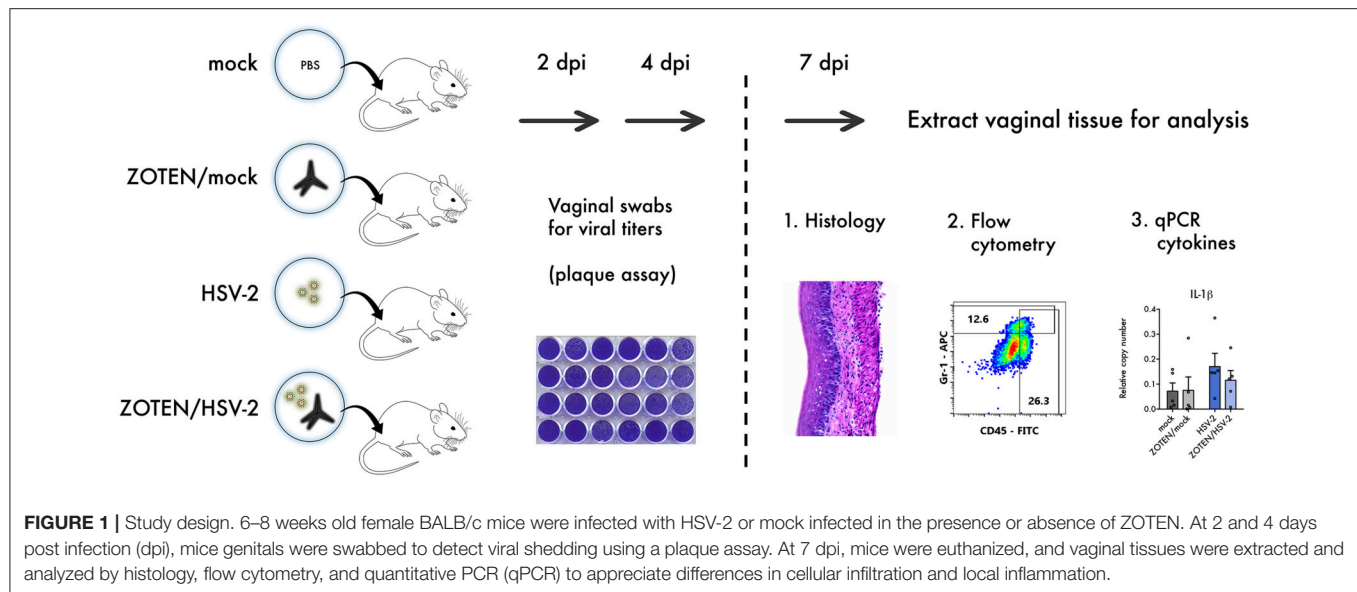 mock
PBS
ZOTEN/mock
HSV-2
ZOTEN/HSV-2
2 dpi
4 dpi
Vaginal swabs
for viral titers
(plaque assay)
7 dpi
Extract vaginal tissue for analysis
1. Histology
2. Flow
cytometry
12.6
26.3
Gr-1 - APC
CD45 - FITC
3. qPCR
cytokines
IL-1β
Relative copy number
0.4
0.3
0.2
0.1
0.0
mock
ZOTEN/mock
HSV-2
ZOTEN/HSV-2
FIGURE 1 | Study design. 6–8 weeks old female BALB/c mice were infected with HSV-2 or mock infected in the presence or absence of ZOTEN. At 2 and 4 days
post infection (dpi), mice genitals were swabbed to detect viral shedding using a plaque assay. At 7 dpi, mice were euthanized, and vaginal tissues were extracted and
analyzed by histology, flow cytometry, and quantitative PCR (qPCR) to appreciate differences in cellular infiltration and local inflammation.